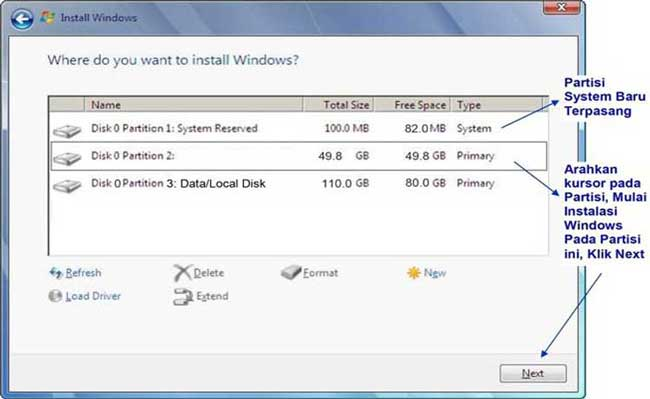 Install Windows
Where do you want to install Windows?
Name Total Size Free Space Type
Disk 0 Partition 1: System Reserved 100.0 MB 82.0 MB System
Disk 0 Partition 2: 49.8 GB 49.8 GB Primary
Disk 0 Partition 3: Data/Local Disk 110.0 GB 80.0 GB Primary
Refresh Delete Format New
Load Driver Extend
Next
Partisi
System Baru
Terpasang
Arahkan
kursor pada
Partisi, Mulai
Instalasi
Windows
Pada Partisi
ini, Klik Next